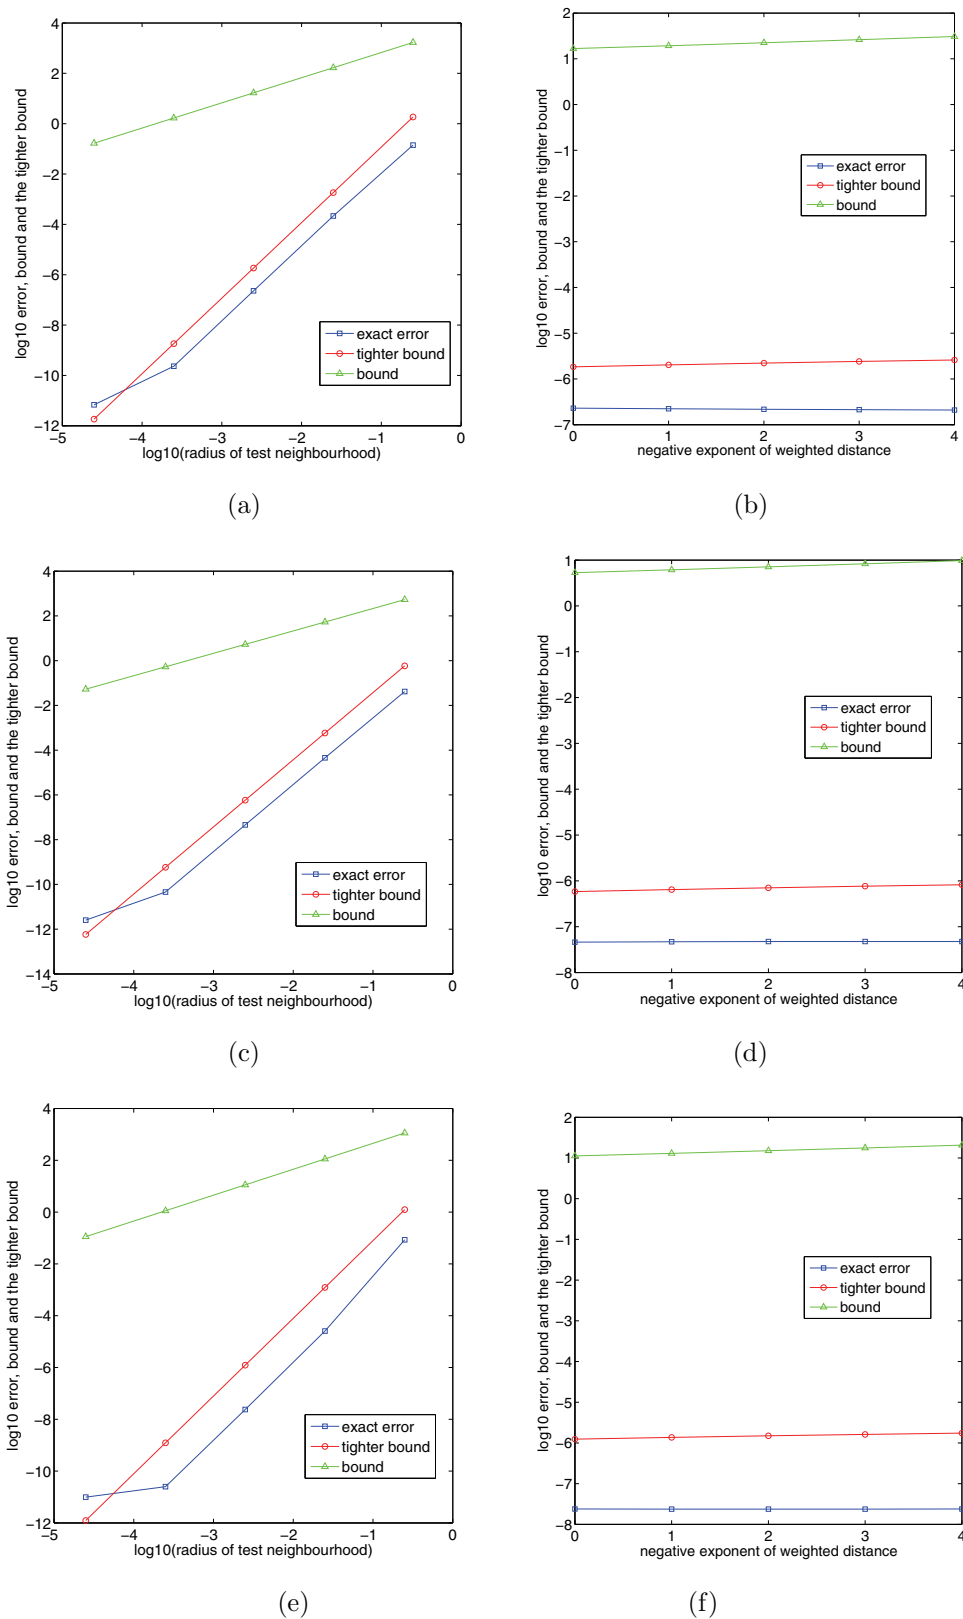 4
2
0
−2
−4
−6
−8
−10
−12
−5
−4
−3
−2
−1
0
log10 error, bound and the tighter bound
log10(radius of test neighbourhood)
exact error
tighter bound
bound
(a)
2
1
0
−1
−2
−3
−4
−5
−6
−7
0
1
2
3
4
log10 error, bound and the tighter bound
negative exponent of weighted distance
exact error
tighter bound
bound
(b)
4
2
0
−2
−4
−6
−8
−10
−12
−14
−5
−4
−3
−2
−1
0
log10 error, bound and the tighter bound
log10(radius of test neighbourhood)
exact error
tighter bound
bound
(c)
1
0
−1
−2
−3
−4
−5
−6
−7
−8
0
1
2
3
4
log10 error, bound and the tighter bound
negative exponent of weighted distance
exact error
tighter bound
bound
(d)
4
2
0
−2
−4
−6
−8
−10
−12
−5
−4
−3
−2
−1
0
log10 error, bound and the tighter bound
log10(radius of test neighbourhood)
exact error
tighter bound
bound
(e)
2
1
0
−1
−2
−3
−4
−5
−6
−7
−8
0
1
2
3
4
log10 error, bound and the tighter bound
negative exponent of weighted distance
exact error
tighter bound
bound
(f)